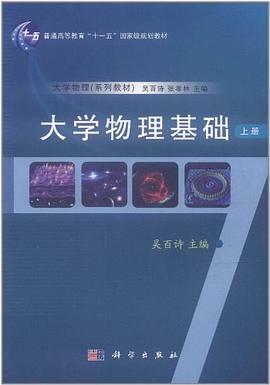 十一五 普通高等教育“十一五”国家级规划教材
大学物理(系列教材) 吴百诗 张孝林 主编
大学物理基础 上册
吴百诗 主编
科学出版社